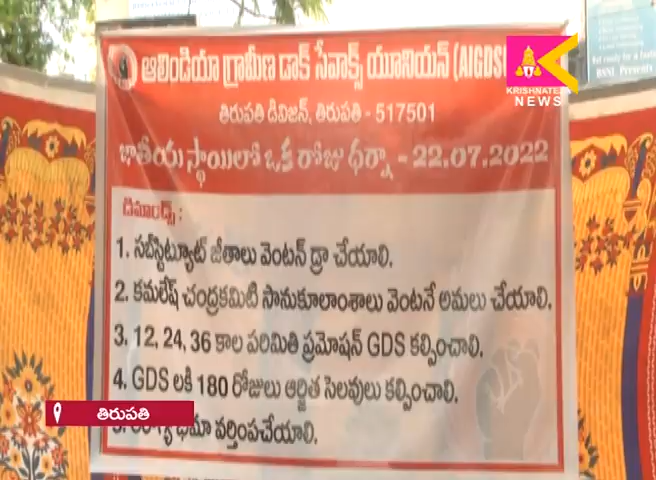 ఆలిండియా గ్రామీణ డాక్ సేవాక్స్ యూనియన్ (AIGDS
KRISHNATEJA
NEWS
తిరుపతి డివిజన్, తిరుపతి - 517501
జాతీయ స్థాయిలో ఒక రోజు ధర్నా - 22.07.2022
డిమాండ్స్ :
1. సబ్‌స్టిట్యూట్ జీతాలు వెంటన్ డ్రా చేయాలి.
2. కమలేష్ చంద్రకమిటి సానుకూలాంశాలు వెంటనే అమలు చేయాలి.
3. 12, 24, 36 కాల పరిమితి ప్రమోషన్ GDS కల్పించాలి.
4. GDS లకి 180 రోజులు ఆర్జిత సెలవులు కల్పించాలి.
తిరుపతి
భీమా వర్తింపచేయాలి.
BSNL Presents